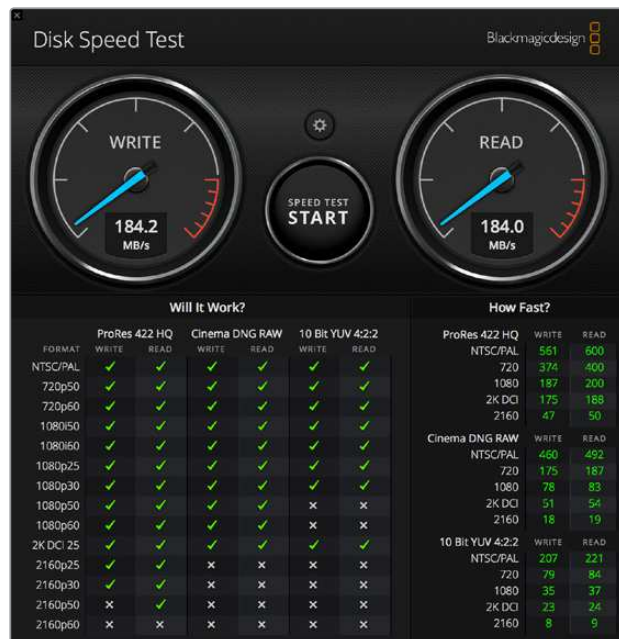 Disk Speed Test
Blackmagicdesign
WRITE
184.2
MB/s
SPEED TEST
START
READ
184.0
MB/s
Will It Work?
ProRes 422 HQ Cinema DNG RAW 10 Bit YUV 4:2:2
FORMAT WRITE READ WRITE READ WRITE READ
NTSC/PAL ✓ ✓ ✓ ✓ ✓ ✓
720p50 ✓ ✓ ✓ ✓ ✓ ✓
720p60 ✓ ✓ ✓ ✓ ✓ ✓
1080i50 ✓ ✓ ✓ ✓ ✓ ✓
1080i60 ✓ ✓ ✓ ✓ ✓ ✓
1080p25 ✓ ✓ ✓ ✓ ✓ ✓
1080p30 ✓ ✓ ✓ ✓ ✓ ✓
1080p50 ✓ ✓ ✓ ✓ × ×
1080p60 ✓ ✓ ✓ ✓ × ×
2K DCI 25 ✓ ✓ ✓ ✓ ✓ ✓
2160p25 ✓ ✓ × × × ×
2160p30 ✓ ✓ × × × ×
2160p50 × ✓ × × × ×
2160p60 × × × × × ×
How Fast?
ProRes 422 HQ WRITE READ
NTSC/PAL 561 600
720 374 400
1080 187 200
2K DCI 175 188
2160 47 50
Cinema DNG RAW WRITE READ
NTSC/PAL 460 492
720 175 187
1080 78 83
2K DCI 51 54
2160 18 19
10 Bit YUV 4:2:2 WRITE READ
NTSC/PAL 207 221
720 79 84
1080 35 37
2K DCI 23 24
2160 8 9